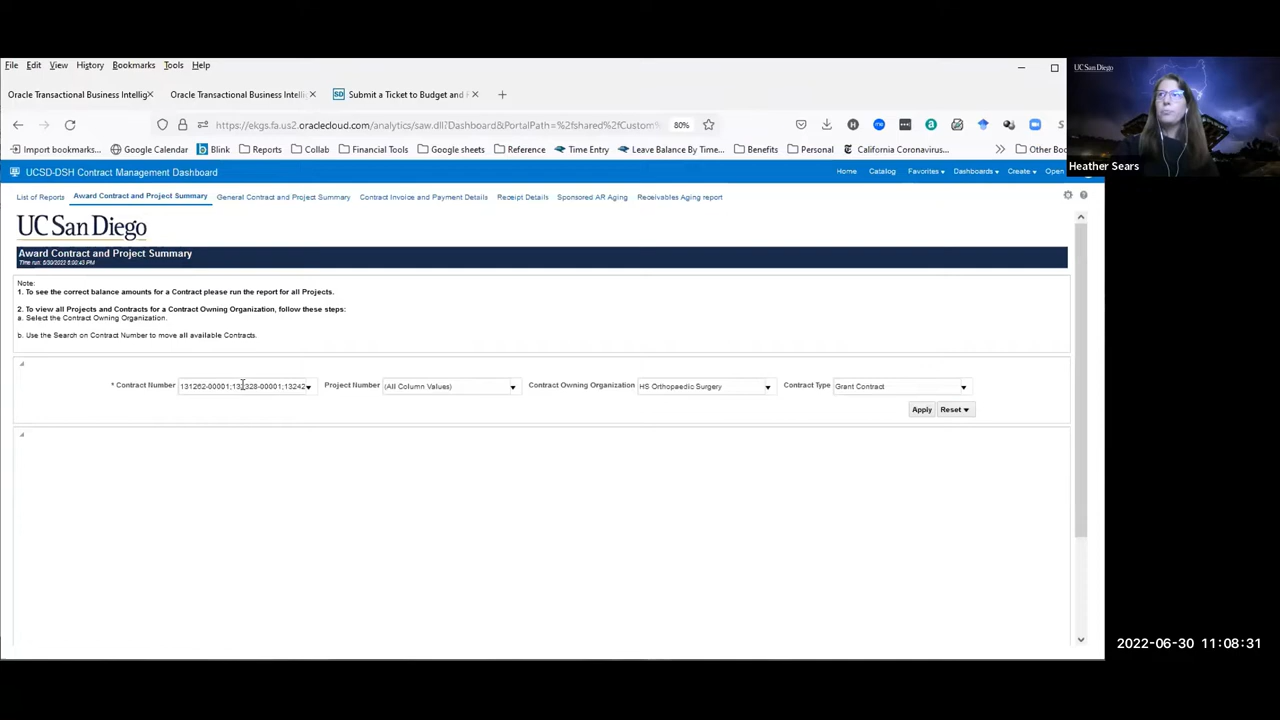 File Edit View History Bookmarks Tools Help
UC San Diego
Oracle Transactional Business Intellig
Oracle Transactional Business Intellig
Submit a Ticket to Budget and
https://ekgs.fa.us2.oraclecloud.com/analytics/saw.dll?Dashboard&PortalPath=%2fshared%2fCustom
80%
Import bookmarks... Google Calendar Blink Reports Collab Financial Tools Google sheets Reference Time Entry Leave Balance By Time... Benefits Personal California Coronavirus... Other Boo
Heather Sears
UCSD-DSH Contract Management Dashboard
Home Catalog Favorites Dashboards Create Open
List of Reports Award Contract and Project Summary General Contract and Project Summary Contract Invoice and Payment Details Receipt Details Sponsored AR Aging Receivables Aging report
UC San Diego
Award Contract and Project Summary
Note:
1. To see the correct balance amounts for a Contract please run the report for all Projects.
2. To view all Projects and Contracts for a Contract Owning Organization, follow these steps:
a. Select the Contract Owning Organization.
b. Use the Search on Contract Number to move all available Contracts.
* Contract Number 131262-00001;131328-00001;13242 Project Number (All Column Values) Contract Owning Organization HS Orthopaedic Surgery Contract Type Grant Contract
Apply Reset
2022-06-30 11:08:31